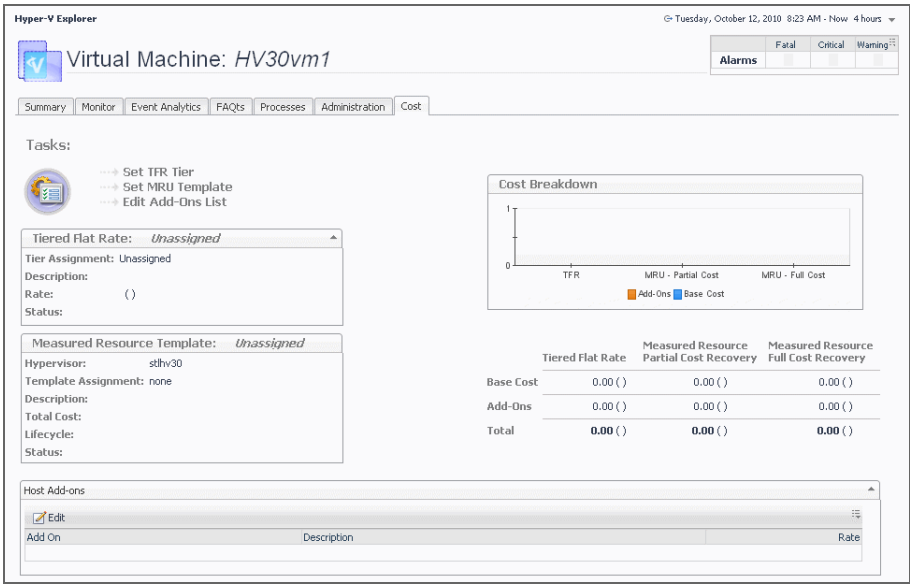 Hyper-V Explorer
Tuesday, October 12, 2010 8:23 AM - Now 4 hours
Virtual Machine: HV30vm1
Fatal Critical Warning
Alarms
Summary Monitor Event Analytics FAQts Processes Administration Cost
Tasks:
Set TFR Tier
Set MRU Template
Edit Add-Ons List
Tiered Flat Rate: Unassigned
Tier Assignment: Unassigned
Description:
Rate: ( )
Status:
Measured Resource Template: Unassigned
Hypervisor: stlhv30
Template Assignment: none
Description:
Total Cost:
Lifecycle:
Status:
Cost Breakdown
1
0
TFR MRU - Partial Cost MRU - Full Cost
Add-Ons Base Cost
Tiered Flat Rate Measured Resource Partial Cost Recovery Measured Resource Full Cost Recovery
Base Cost 0.00 ( ) 0.00 ( ) 0.00 ( )
Add-Ons 0.00 ( ) 0.00 ( ) 0.00 ( )
Total 0.00 ( ) 0.00 ( ) 0.00 ( )
Host Add-ons
Edit
Add On Description Rate